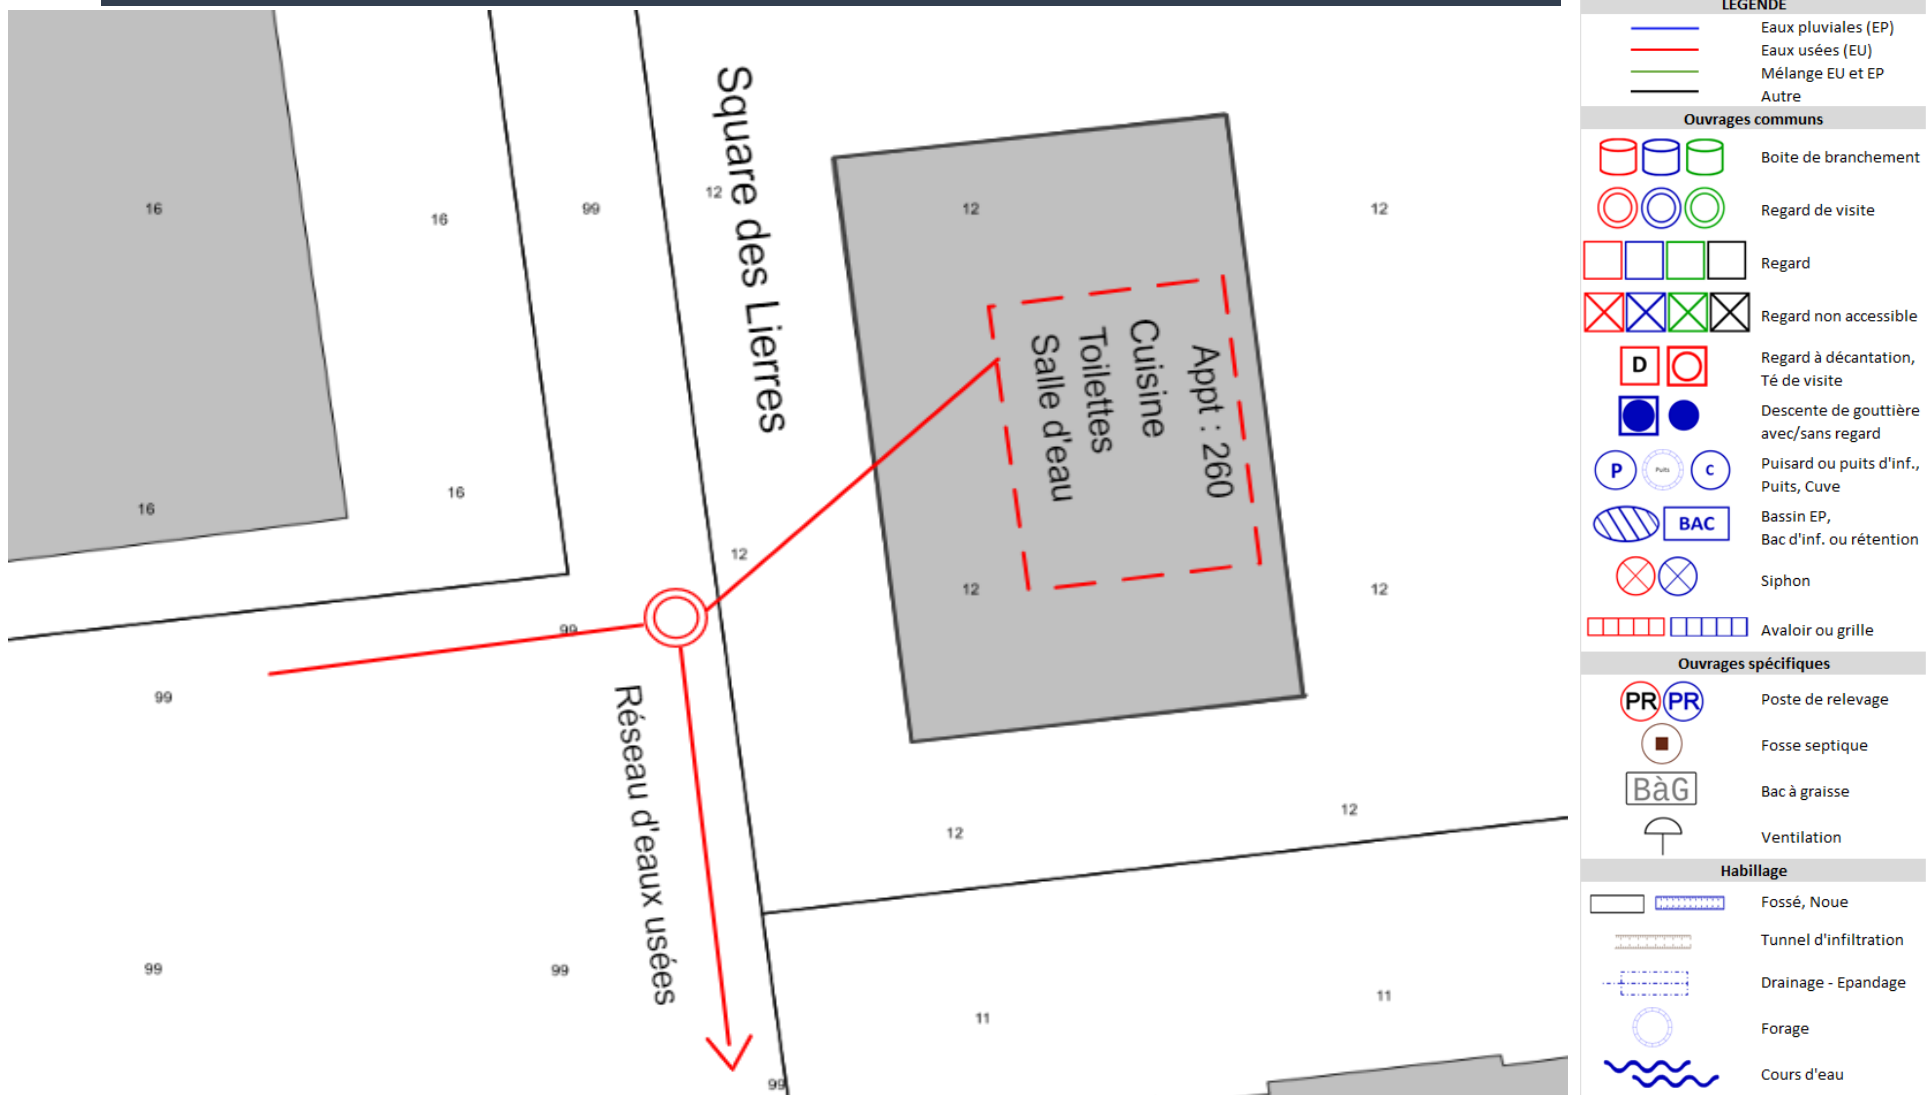 Square des Lierres
16
16
99
12
12
12
Appt : 260
Cuisine
Toilettes
Salle d'eau
16
16
12
12
12
99
99
Réseau d'eaux usées
12
12
99
99
11
11
99
LEGENDE
Eaux pluviales (EP)
Eaux usées (EU)
Mélange EU et EP
Autre
Ouvrages communs
Boite de branchement
Regard de visite
Regard
Regard non accessible
D
Regard à décantation,
Té de visite
Descente de gouttière
avec/sans regard
P
Puits
C
Puisard ou puits d'inf.,
Puits, Cuve
BAC
Bassin EP,
Bac d'inf. ou rétention
Siphon
Avaloir ou grille
Ouvrages spécifiques
PR PR
Poste de relevage
Fosse septique
BàG
Bac à graisse
Ventilation
Habillage
Fossé, Noue
Tunnel d'infiltration
Drainage - Epandage
Forage
Cours d'eau